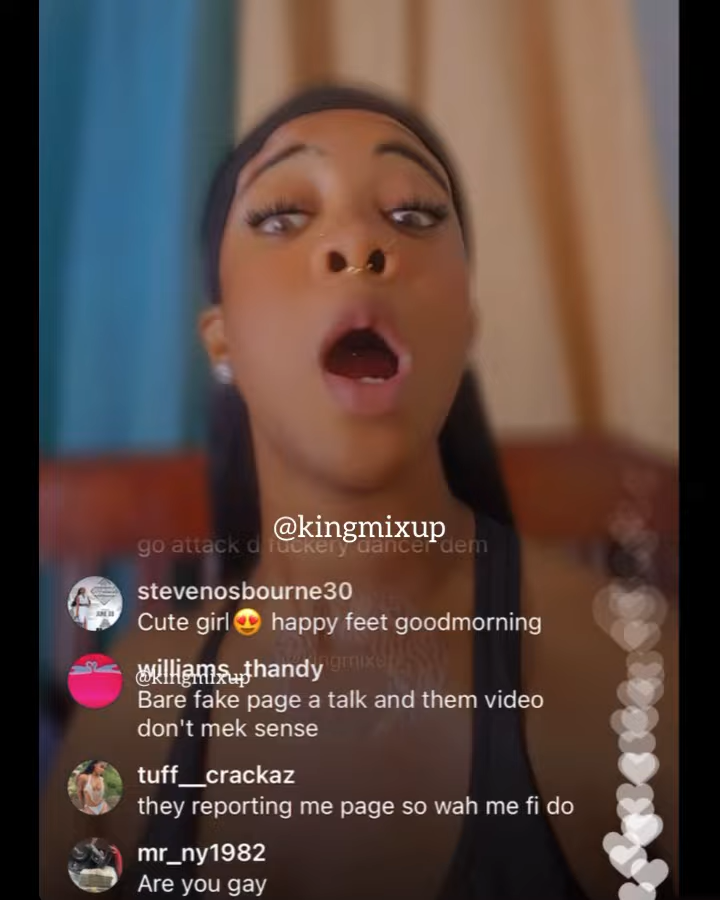 @kingmixup
go attack d fuckery dancer dem
stevenosbourne30
Cute girl😍 happy feet goodmorning
williams_thandy
@kingmixup
Bare fake page a talk and them video
don't mek sense
tuff__crackaz
they reporting me page so wah me fi do
mr_ny1982
Are you gay